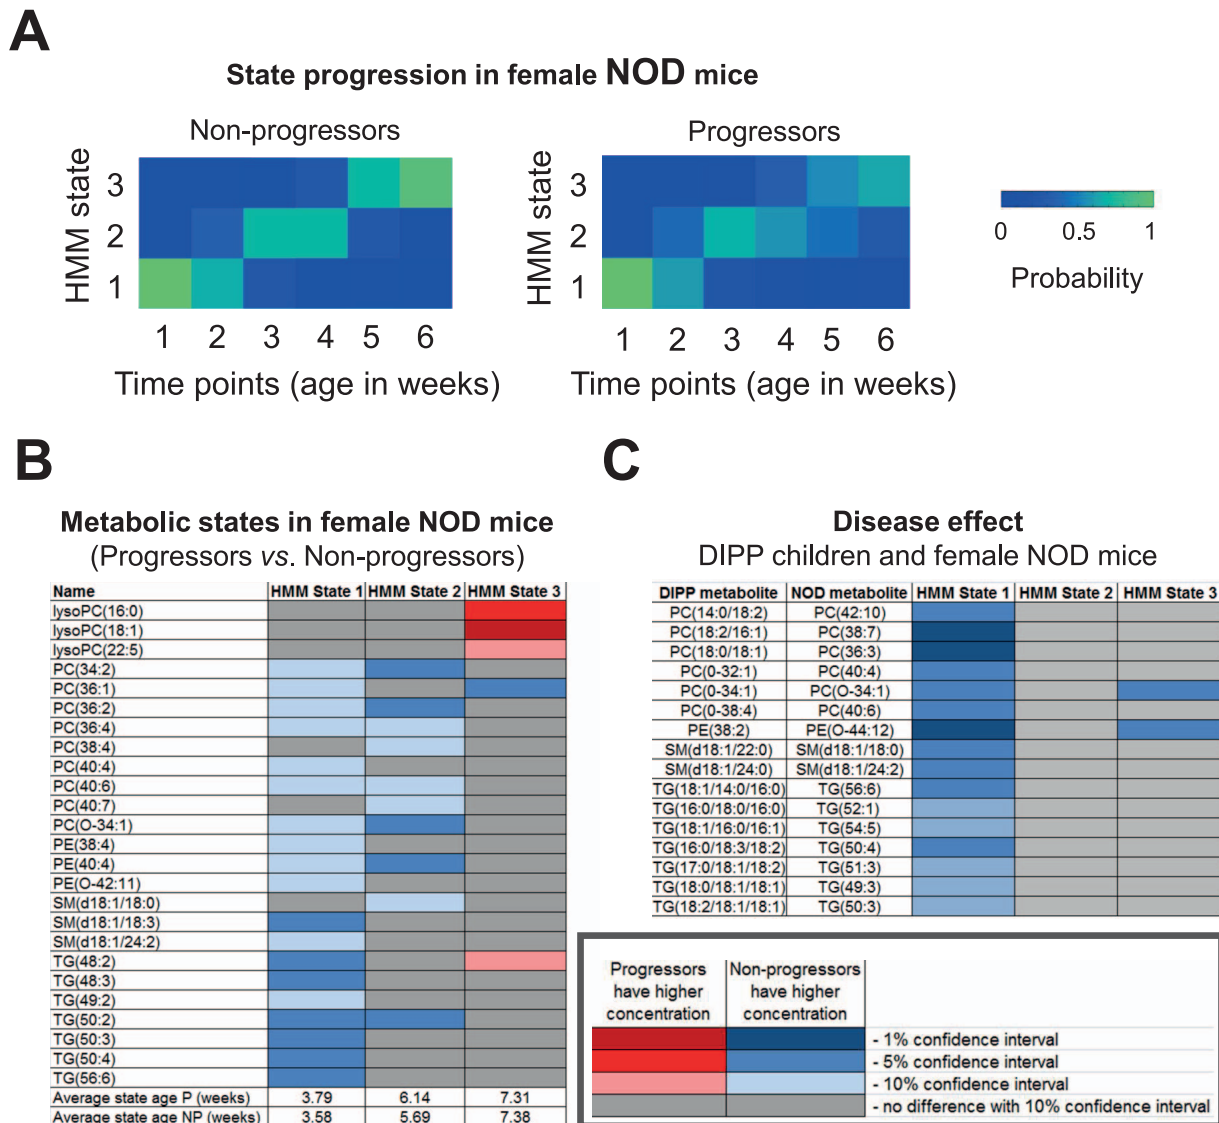 A
State progression in female NOD mice
Non-progressors
Progressors
HMM state
3
2
1
1 2 3 4 5 6
Time points (age in weeks)
HMM state
3
2
1
1 2 3 4 5 6
Time points (age in weeks)
0 0.5 1
Probability
B
Metabolic states in female NOD mice
(Progressors vs. Non-progressors)
Name HMM State 1 HMM State 2 HMM State 3
lysoPC(16:0)
lysoPC(18:1)
lysoPC(22:5)
PC(34:2)
PC(36:1)
PC(36:2)
PC(36:4)
PC(38:4)
PC(40:4)
PC(40:6)
PC(40:7)
PC(O-34:1)
PE(38:4)
PE(40:4)
PE(O-42:11)
SM(d18:1/18:0)
SM(d18:1/18:3)
SM(d18:1/24:2)
TG(48:2)
TG(48:3)
TG(49:2)
TG(50:2)
TG(50:3)
TG(50:4)
TG(56:6)
Average state age P (weeks) 3.79 6.14 7.31
Average state age NP (weeks) 3.58 5.69 7.38
C
Disease effect
DIPP children and female NOD mice
DIPP metabolite NOD metabolite HMM State 1 HMM State 2 HMM State 3
PC(14:0/18:2) PC(42:10)
PC(18:2/16:1) PC(38:7)
PC(18:0/18:1) PC(36:3)
PC(0-32:1) PC(40:4)
PC(0-34:1) PC(O-34:1)
PC(0-38:4) PC(40:6)
PE(38:2) PE(O-44:12)
SM(d18:1/22:0) SM(d18:1/18:0)
SM(d18:1/24:0) SM(d18:1/24:2)
TG(18:1/14:0/16:0) TG(56:6)
TG(16:0/18:0/16:0) TG(52:1)
TG(18:1/16:0/16:1) TG(54:5)
TG(16:0/18:3/18:2) TG(50:4)
TG(17:0/18:1/18:2) TG(51:3)
TG(18:0/18:1/18:1) TG(49:3)
TG(18:2/18:1/18:1) TG(50:3)
Progressors have higher concentration
Non-progressors have higher concentration
- 1% confidence interval
- 5% confidence interval
- 10% confidence interval
- no difference with 10% confidence interval